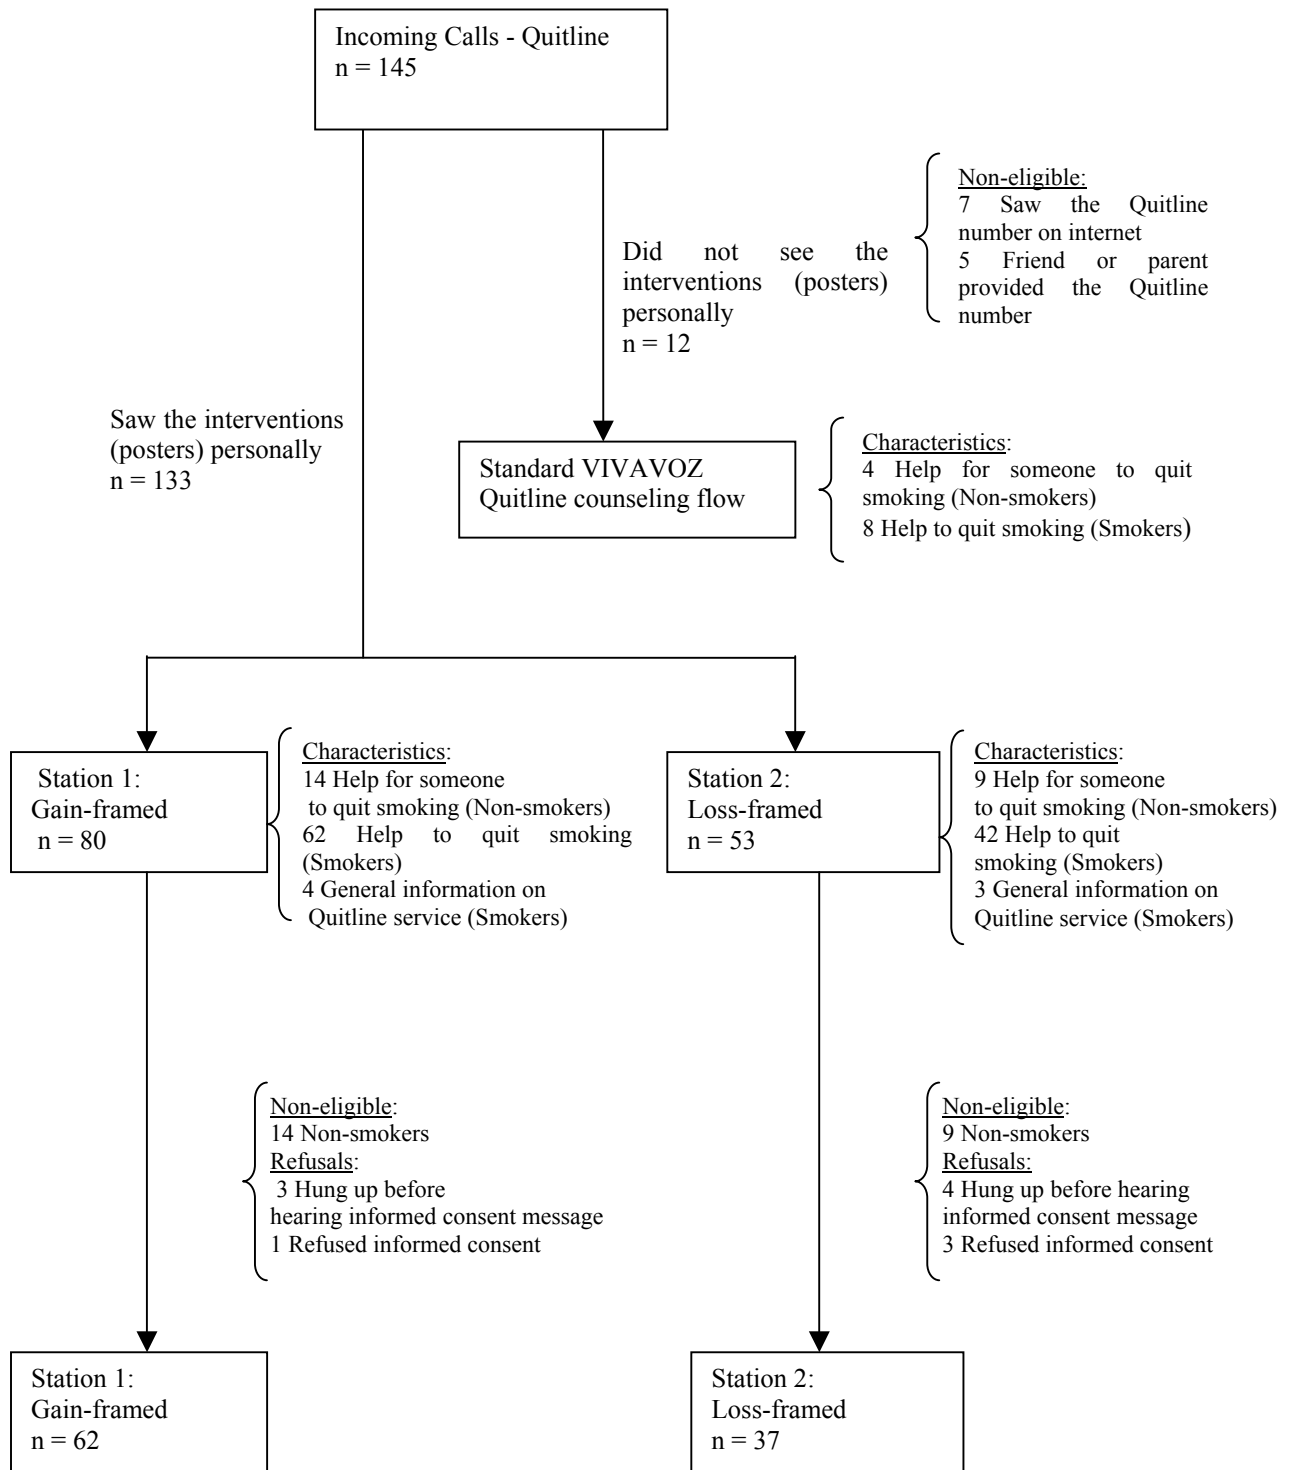 Incoming Calls - Quitline
n = 145
Non-eligible:
7 Saw the Quitline
number on internet
5 Friend or parent
provided the Quitline
number
Did not see the
interventions (posters)
personally
n = 12
Saw the interventions
(posters) personally
n = 133
Standard VIVAVOZ
Quitline counseling flow
Characteristics:
4 Help for someone to quit
smoking (Non-smokers)
8 Help to quit smoking (Smokers)
Station 1:
Gain-framed
n = 80
Characteristics:
14 Help for someone
to quit smoking (Non-smokers)
62 Help to quit smoking
(Smokers)
4 General information on
Quitline service (Smokers)
Station 2:
Loss-framed
n = 53
Characteristics:
9 Help for someone
to quit smoking (Non-smokers)
42 Help to quit
smoking (Smokers)
3 General information on
Quitline service (Smokers)
Non-eligible:
14 Non-smokers
Refusals:
3 Hung up before
hearing informed consent message
1 Refused informed consent
Non-eligible:
9 Non-smokers
Refusals:
4 Hung up before hearing
informed consent message
3 Refused informed consent
Station 1:
Gain-framed
n = 62
Station 2:
Loss-framed
n = 37